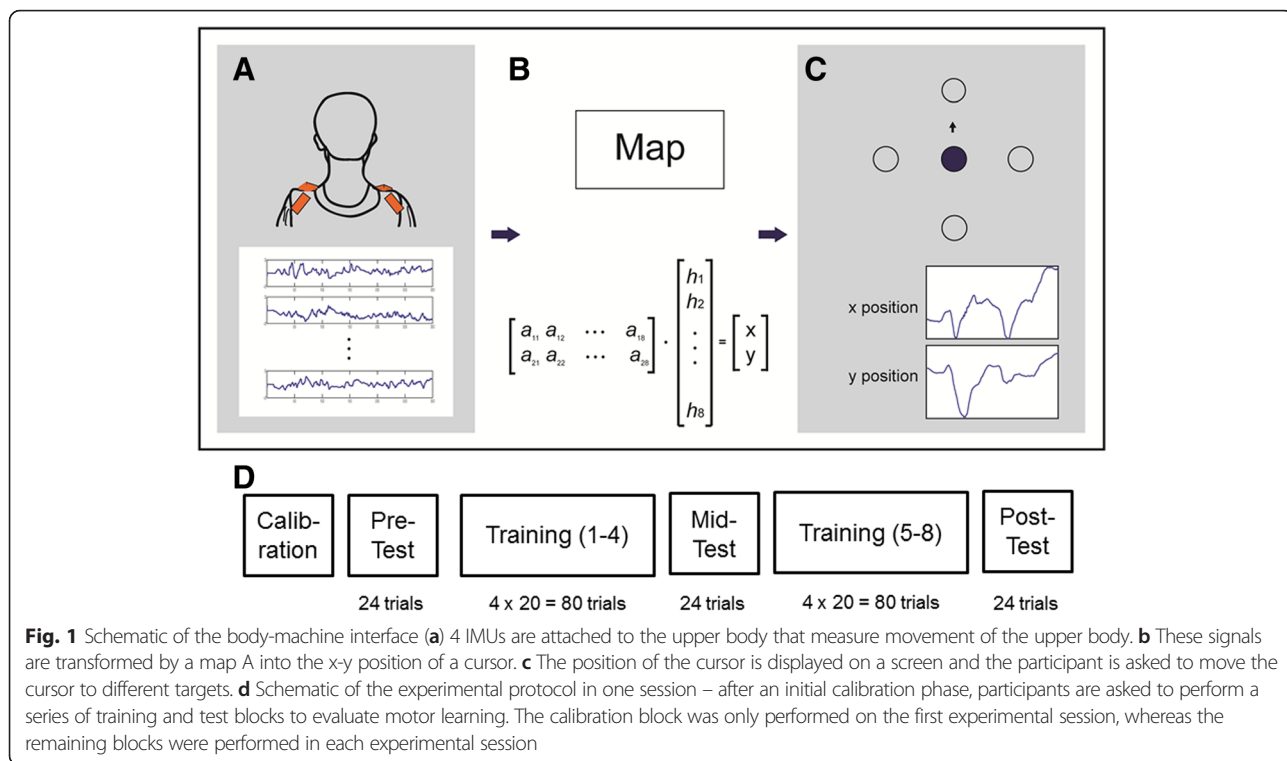 A
B
C
Map
[ a₁₁ a₁₂ ⋯ a₁₈ ] · [ h₁ ] = [ x ]
[ a₂₁ a₂₂ ⋯ a₂₈ ] [ h₂ ] [ y ]
⋮
h₈
x position
y position
D
Calib-
ration
Pre-
Test
Training (1-4)
Mid-
Test
Training (5-8)
Post-
Test
24 trials
4 x 20 = 80 trials
24 trials
4 x 20 = 80 trials
24 trials
Fig. 1 Schematic of the body-machine interface (a) 4 IMUs are attached to the upper body that measure movement of the upper body. b These signals
are transformed by a map A into the x-y position of a cursor. c The position of the cursor is displayed on a screen and the participant is asked to move the
cursor to different targets. d Schematic of the experimental protocol in one session – after an initial calibration phase, participants are asked to perform a
series of training and test blocks to evaluate motor learning. The calibration block was only performed on the first experimental session, whereas the
remaining blocks were performed in each experimental session